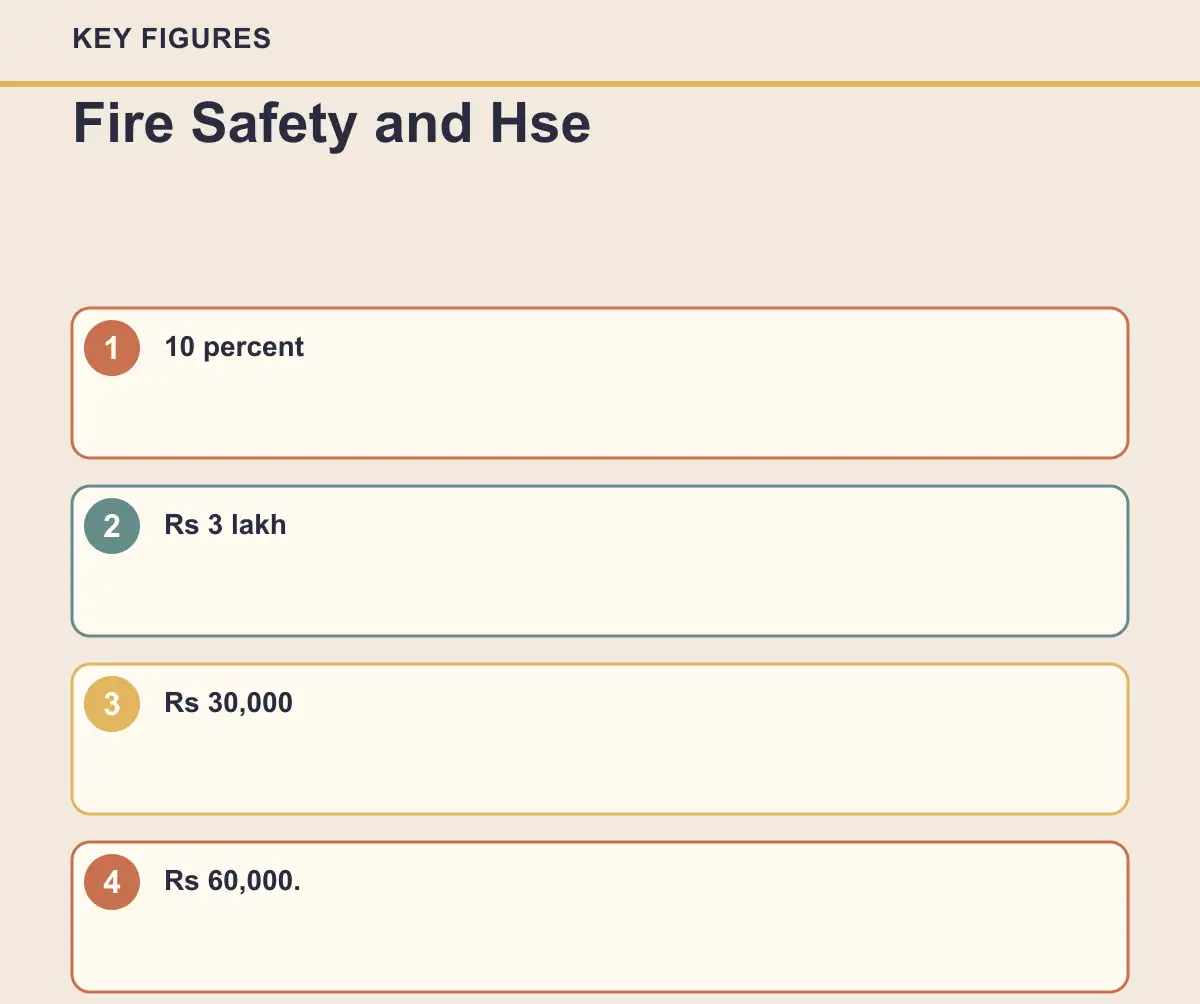 KEY FIGURES
Fire Safety and Hse
1 10 percent
2 Rs 3 lakh
3 Rs 30,000
4 Rs 60,000.